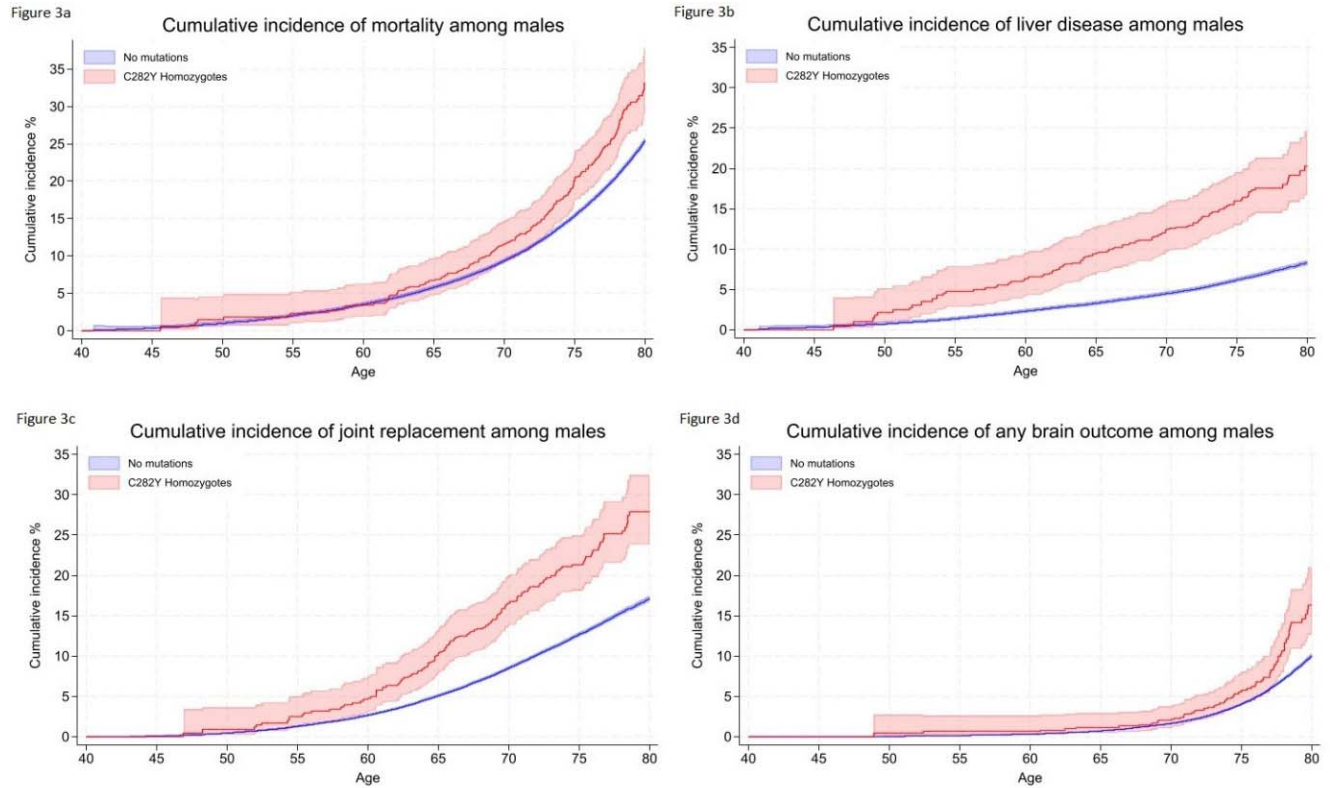 Figure 3a
Cumulative incidence of mortality among males
No mutations
C282Y Homozygotes
Cumulative incidence %
35
30
25
20
15
10
5
0
40 45 50 55 60 65 70 75 80
Age
Figure 3b
Cumulative incidence of liver disease among males
No mutations
C282Y Homozygotes
Cumulative incidence %
35
30
25
20
15
10
5
0
40 45 50 55 60 65 70 75 80
Age
Figure 3c
Cumulative incidence of joint replacement among males
No mutations
C282Y Homozygotes
Cumulative incidence %
35
30
25
20
15
10
5
0
40 45 50 55 60 65 70 75 80
Age
Figure 3d
Cumulative incidence of any brain outcome among males
No mutations
C282Y Homozygotes
Cumulative incidence %
35
30
25
20
15
10
5
0
40 45 50 55 60 65 70 75 80
Age